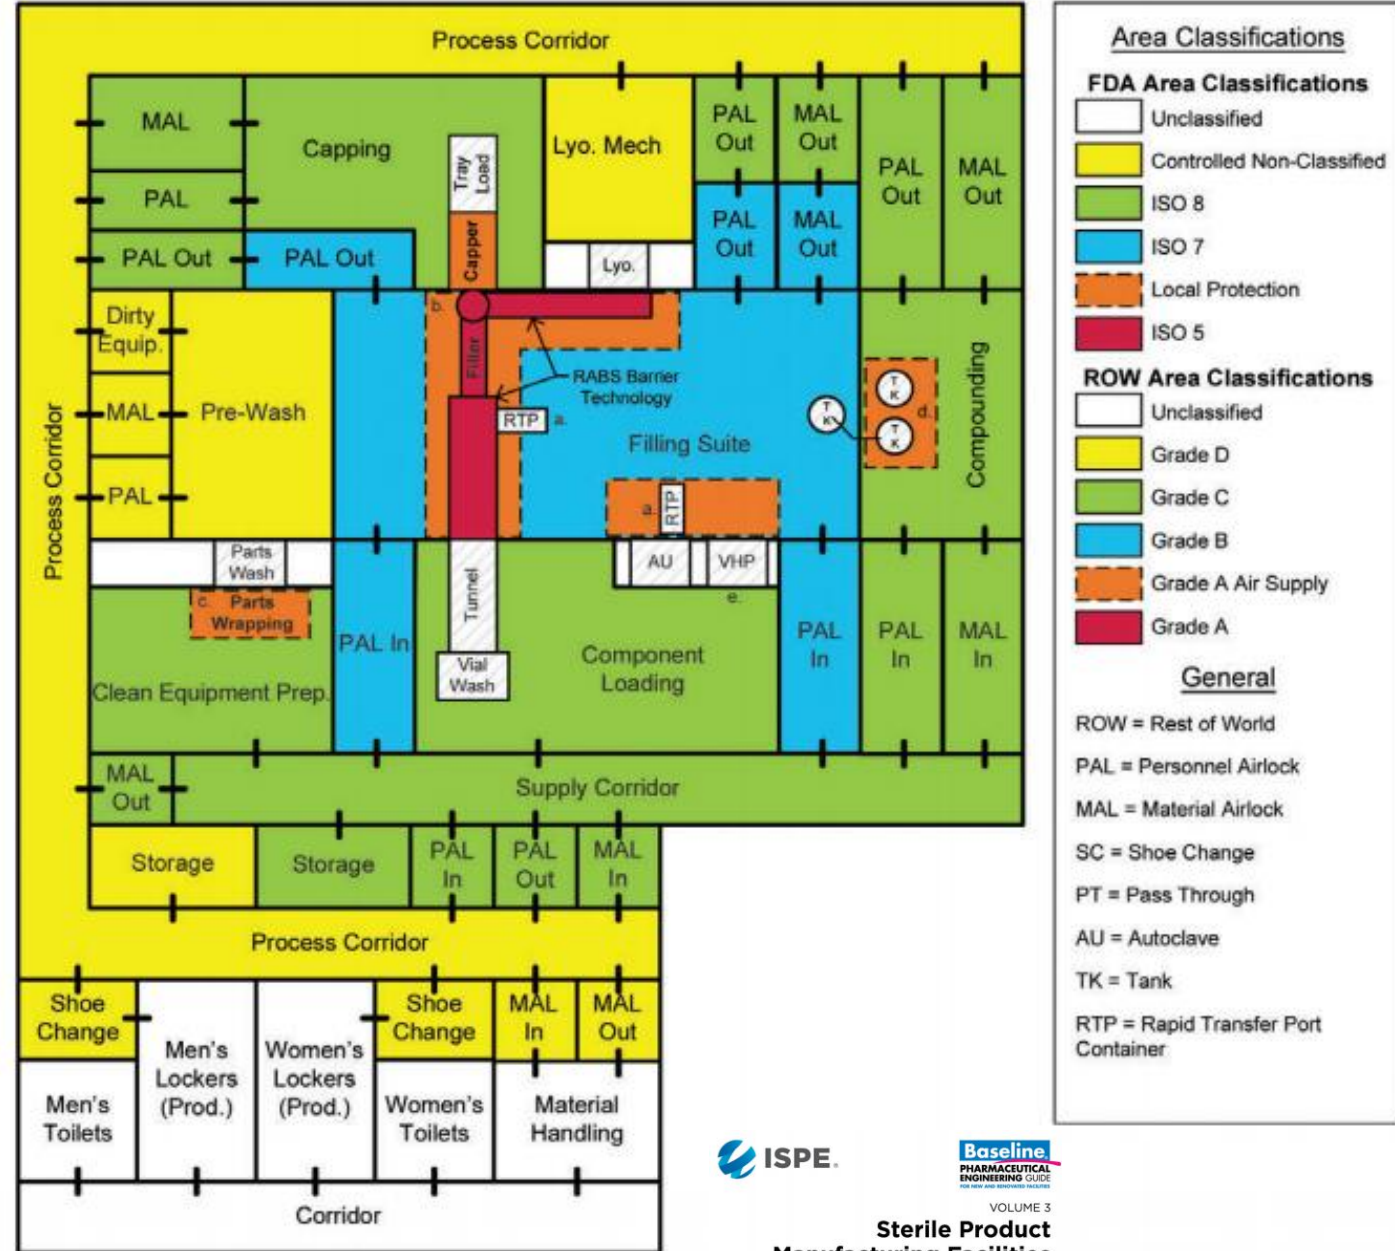 Process Corridor
MAL
Capping
Tray
Load
Lyo. Mech
PAL
Out
MAL
Out
PAL
Out
MAL
Out
PAL
PAL
Out
MAL
Out
PAL Out
PAL Out
Capper
Lyo.
Dirty
Equip.
b.
Filler
RABS Barrier
Technology
T
K
T
K
T
K
d.
Compounding
Process Corridor
MAL
Pre-Wash
RTP
a.
Filling Suite
PAL
a.
RTP
Parts
Wash
AU
VHP
e.
c.
Parts
Wrapping
Tunnel
PAL In
Component
Loading
PAL
In
PAL
In
MAL
In
Vial
Wash
Clean Equipment Prep.
MAL
Out
Supply Corridor
Storage
Storage
PAL
In
PAL
Out
MAL
In
Process Corridor
Shoe
Change
Men's
Lockers
(Prod.)
Women's
Lockers
(Prod.)
Shoe
Change
MAL
In
MAL
Out
Men's
Toilets
Women's
Toilets
Material
Handling
Corridor
Area Classifications
FDA Area Classifications
Unclassified
Controlled Non-Classified
ISO 8
ISO 7
Local Protection
ISO 5
ROW Area Classifications
Unclassified
Grade D
Grade C
Grade B
Grade A Air Supply
Grade A
General
ROW = Rest of World
PAL = Personnel Airlock
MAL = Material Airlock
SC = Shoe Change
PT = Pass Through
AU = Autoclave
TK = Tank
RTP = Rapid Transfer Port
Container
ISPE.
Baseline.
PHARMACEUTICAL
ENGINEERING GUIDE
FOR NEW AND RENOVATED FACILITIES
VOLUME 3
Sterile Product
Manufacturing Facilities